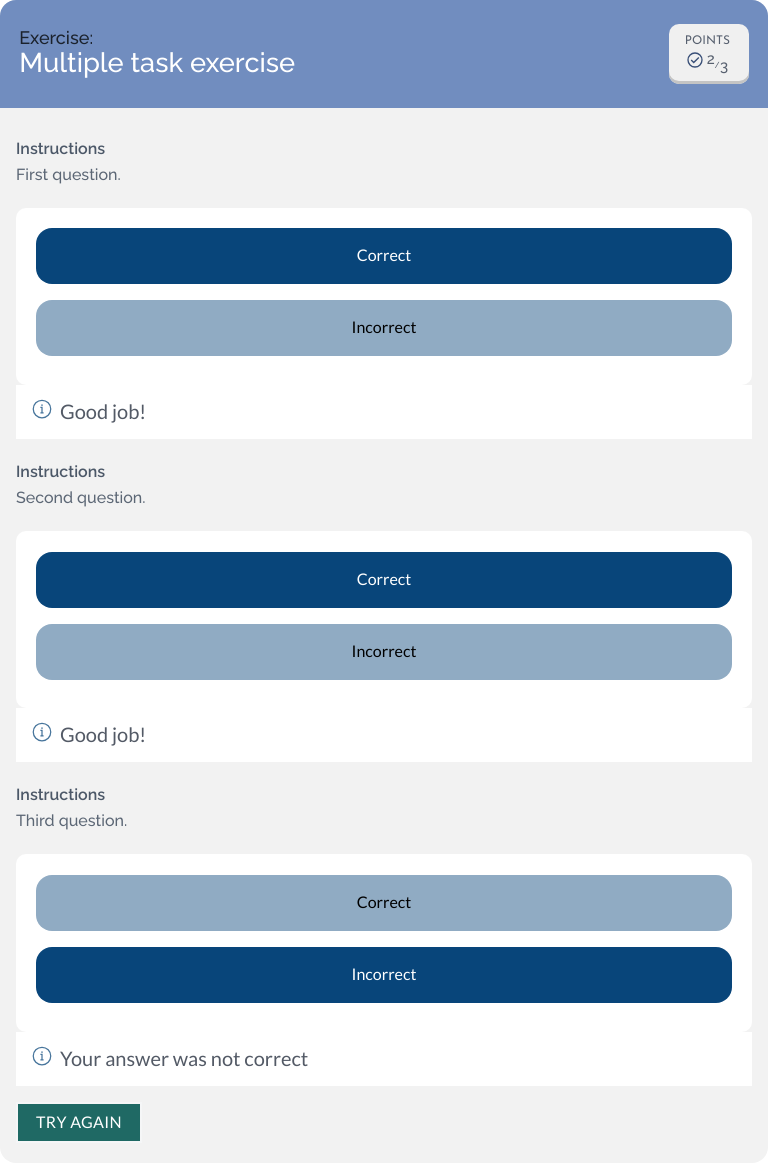 Exercise:
Multiple task exercise
POINTS
2/3
Instructions
First question.
Correct
Incorrect
Good job!
Instructions
Second question.
Correct
Incorrect
Good job!
Instructions
Third question.
Correct
Incorrect
Your answer was not correct
TRY AGAIN